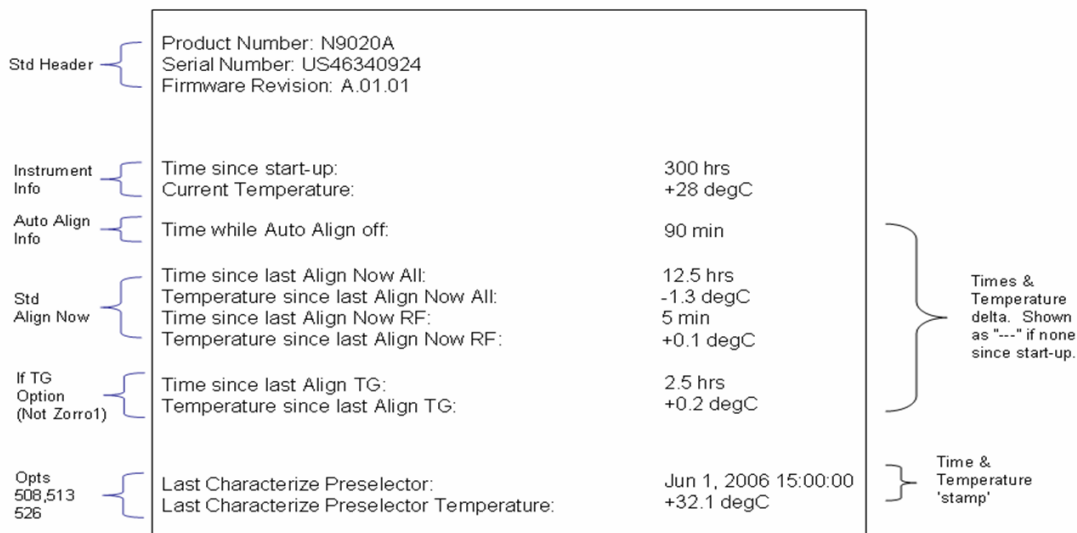 Std Header
Product Number: N9020A
Serial Number: US46340924
Firmware Revision: A.01.01
Instrument
Info
Time since start-up: 300 hrs
Current Temperature: +28 degC
Auto Align
Info
Time while Auto Align off: 90 min
Std
Align Now
Time since last Align Now All: 12.5 hrs
Temperature since last Align Now All: -1.3 degC
Time since last Align Now RF: 5 min
Temperature since last Align Now RF: +0.1 degC
Times &
Temperature
delta. Shown
as "---" if none
since start-up.
If TG
Option
(Not Zorro1)
Time since last Align TG: 2.5 hrs
Temperature since last Align TG: +0.2 degC
Opts
508,513
526
Last Characterize Preselector: Jun 1, 2006 15:00:00
Last Characterize Preselector Temperature: +32.1 degC
Time &
Temperature
'stamp'